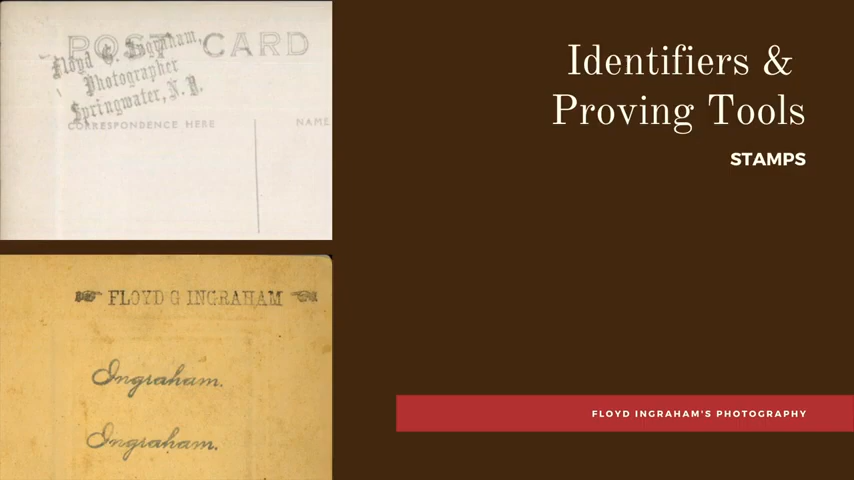 POST CARD
Floyd G. Ingraham,
Photographer
Springwater, N. Y.
CORRESPONDENCE HERE
NAME
FLOYD G INGRAHAM
Ingraham.
Ingraham.
Identifiers &
Proving Tools
STAMPS
FLOYD INGRAHAM'S PHOTOGRAPHY